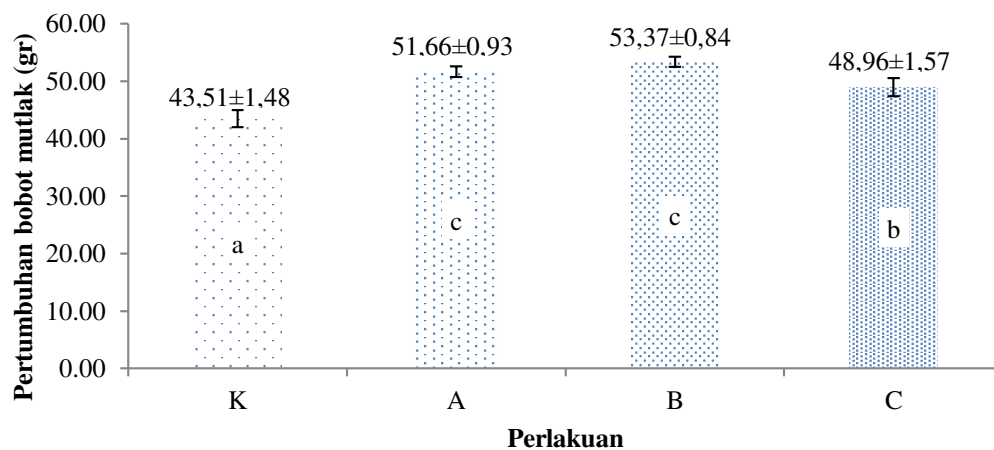 Pertumbuhan bobot mutlak (gr)
60.00
50.00
40.00
30.00
20.00
10.00
0.00
43,51±1,48
51,66±0,93
53,37±0,84
48,96±1,57
a
c
c
b
K
A
B
C
Perlakuan